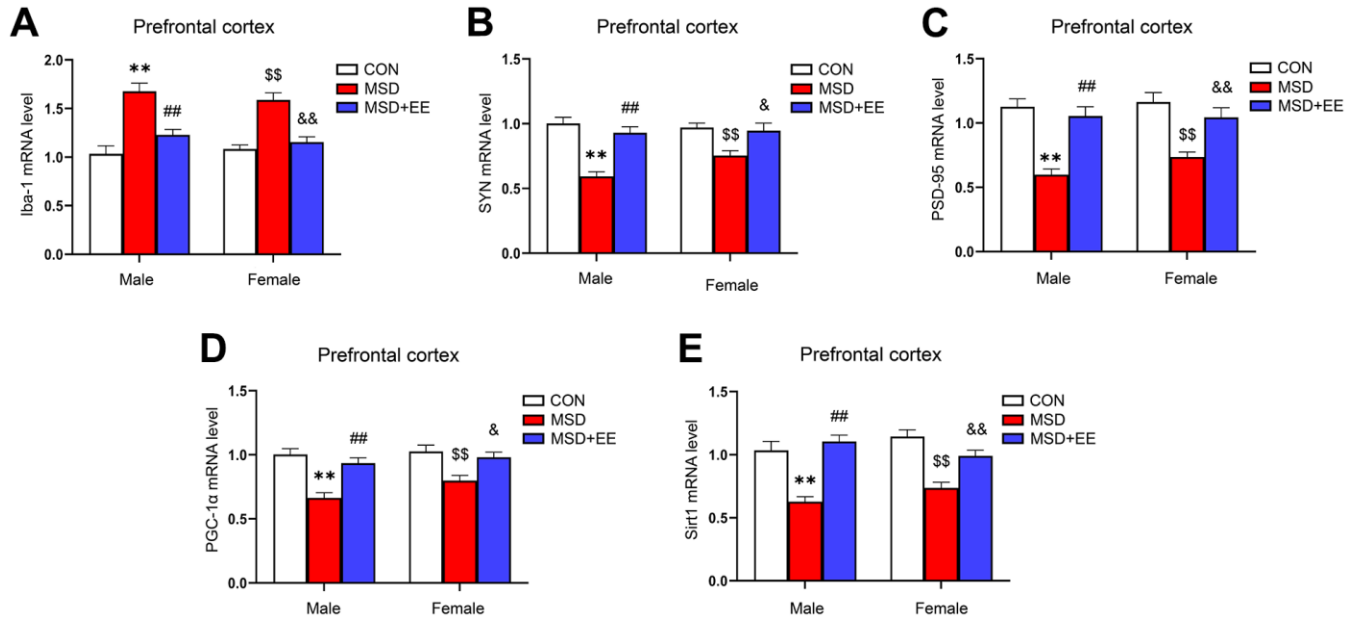 A
Prefrontal cortex
Iba-1 mRNA level
2.0
1.5
1.0
0.5
0.0
**
##
$$
&&
Male
Female
CON
MSD
MSD+EE
B
Prefrontal cortex
SYN mRNA level
1.5
1.0
0.5
0.0
**
##
$$
&
Male
Female
CON
MSD
MSD+EE
C
Prefrontal cortex
PSD-95 mRNA level
1.5
1.0
0.5
0.0
**
##
$$
&&
Male
Female
CON
MSD
MSD+EE
D
Prefrontal cortex
PGC-1α mRNA level
1.5
1.0
0.5
0.0
**
##
$$
&
Male
Female
CON
MSD
MSD+EE
E
Prefrontal cortex
Sirt1 mRNA level
1.5
1.0
0.5
0.0
**
##
$$
&&
Male
Female
CON
MSD
MSD+EE